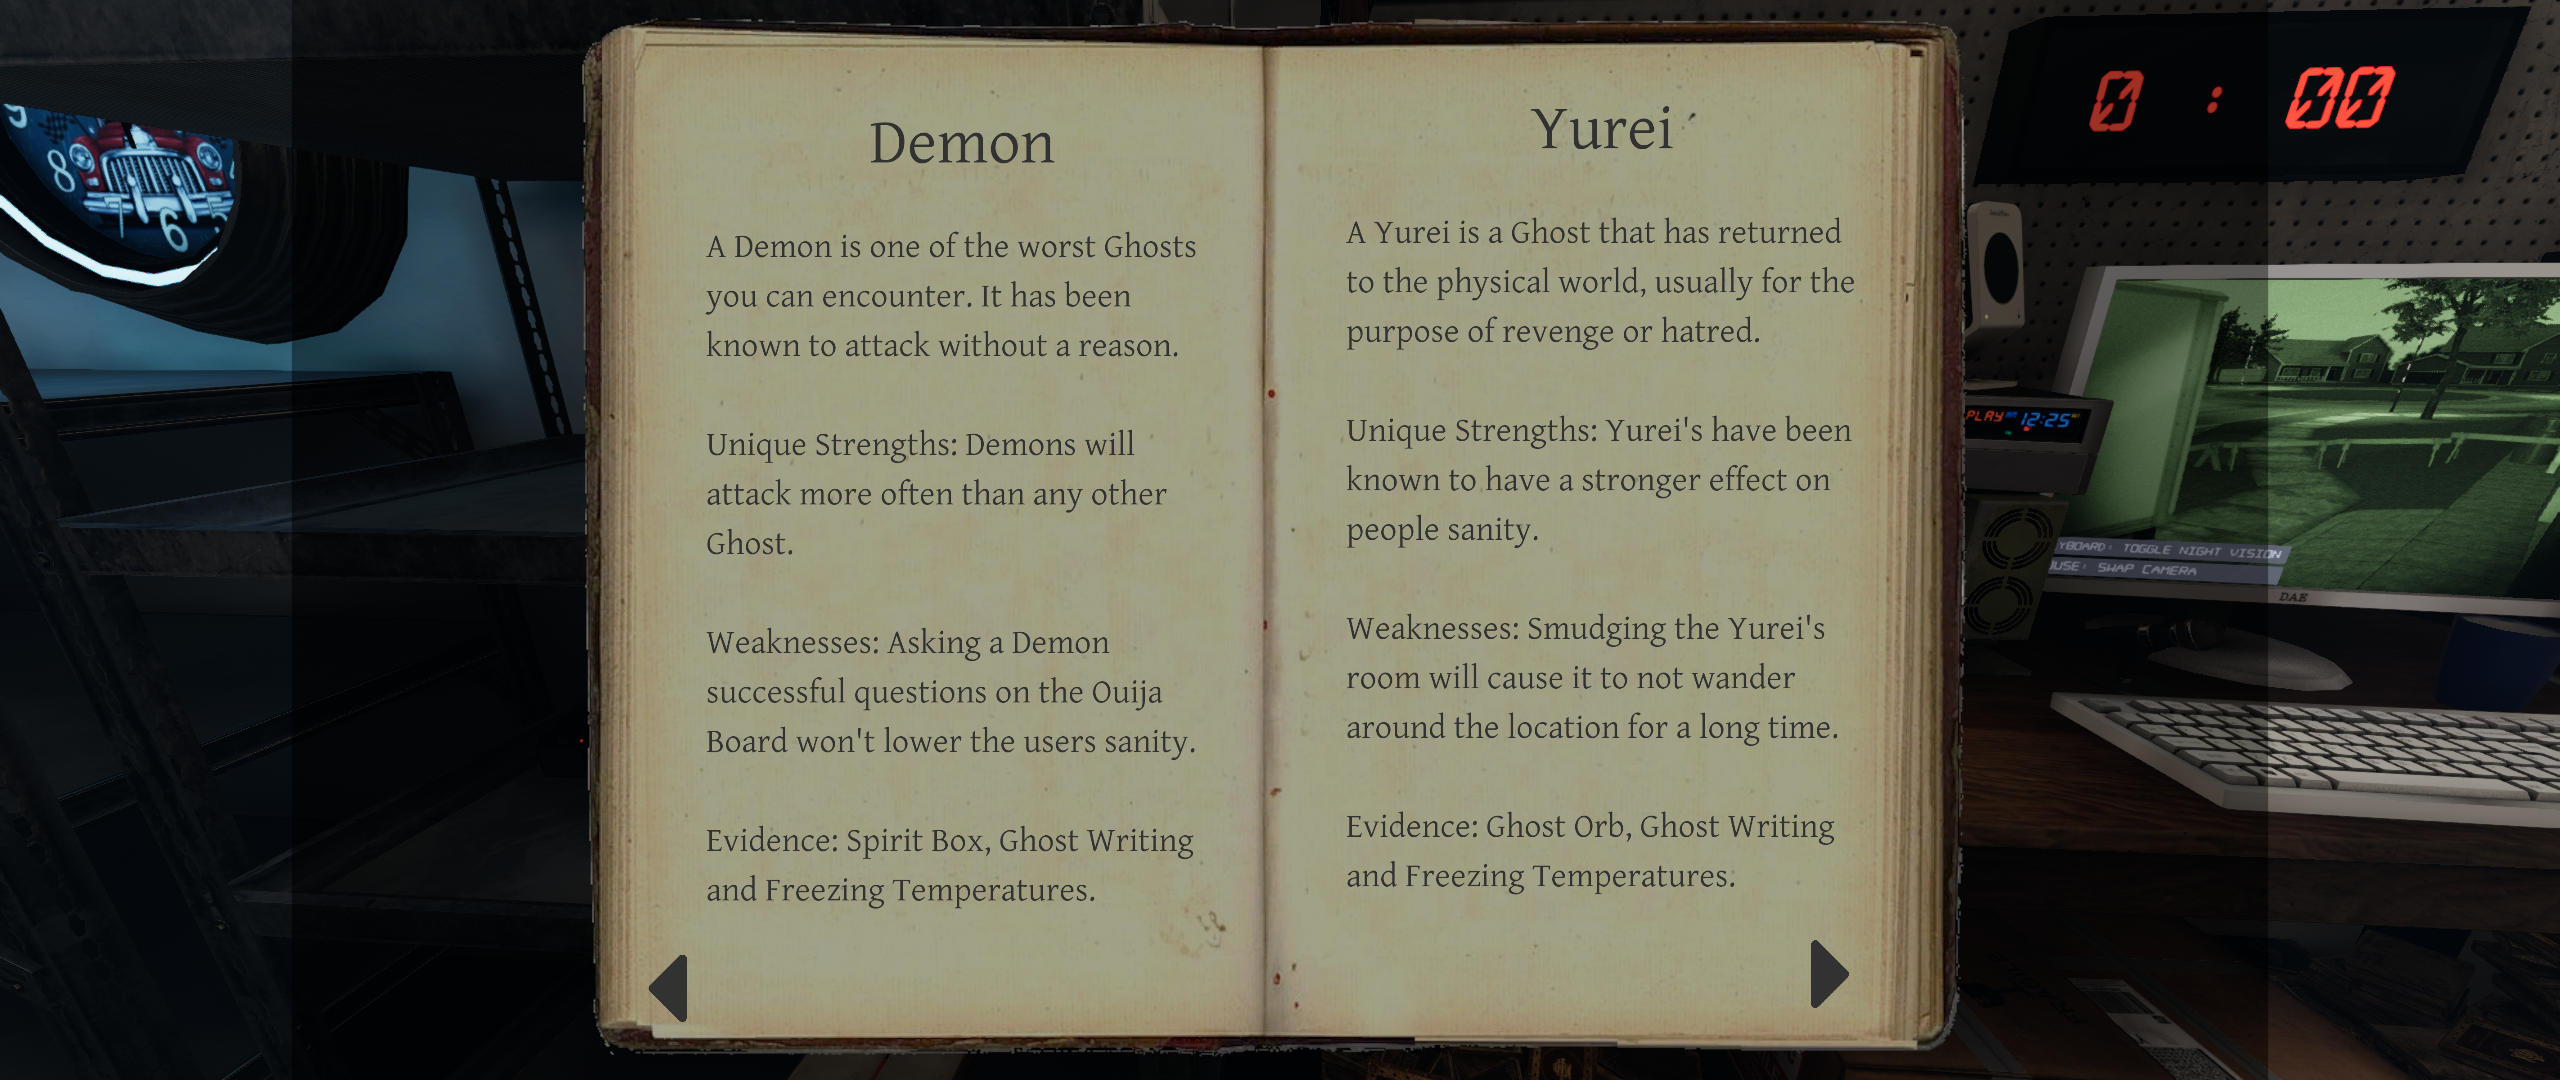 Demon
A Demon is one of the worst Ghosts
you can encounter. It has been
known to attack without a reason.
Unique Strengths: Demons will
attack more often than any other
Ghost.
Weaknesses: Asking a Demon
successful questions on the Ouija
Board won't lower the users sanity.
Evidence: Spirit Box, Ghost Writing
and Freezing Temperatures.
Yurei
A Yurei is a Ghost that has returned
to the physical world, usually for the
purpose of revenge or hatred.
Unique Strengths: Yurei's have been
known to have a stronger effect on
people sanity.
Weaknesses: Smudging the Yurei's
room will cause it to not wander
around the location for a long time.
Evidence: Ghost Orb, Ghost Writing
and Freezing Temperatures.
9
8
7
6
5
0 : 00
PLAY 12:25
YBOARD: TOGGLE NIGHT VISION
USE: SWAP CAMERA
DAE